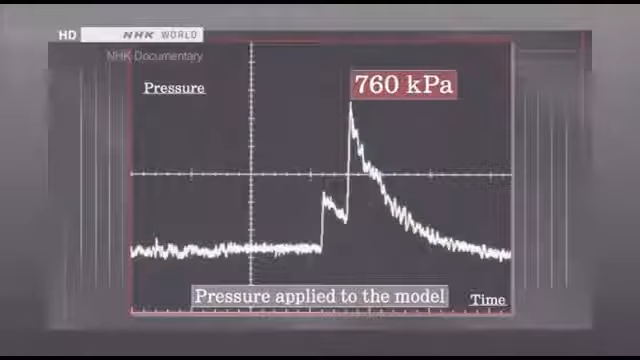 HD NHK WORLD
NHK Documentary
Pressure
760 kPa
Pressure applied to the model
Time